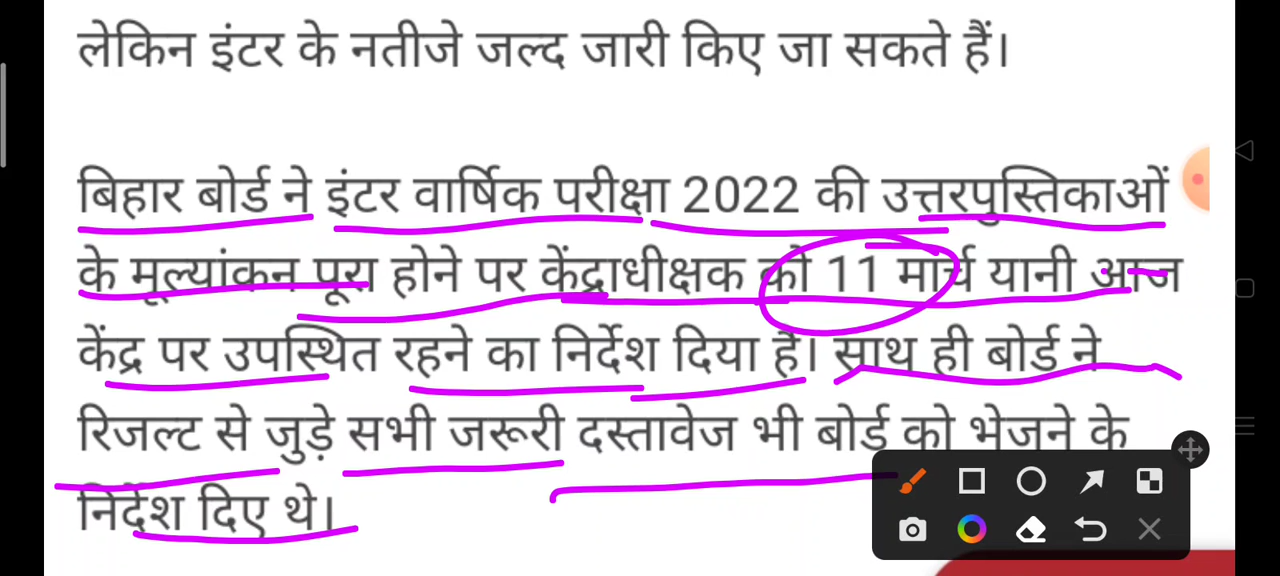 लेकिन इंटर के नतीजे जल्द जारी किए जा सकते हैं।
बिहार बोर्ड ने इंटर वार्षिक परीक्षा 2022 की उत्तरपुस्तिकाओं
के मूल्यांकन पूरा होने पर केंद्राधीक्षक को 11 मार्च यानी आज
केंद्र पर उपस्थित रहने का निर्देश दिया है। साथ ही बोर्ड ने
रिजल्ट से जुड़े सभी जरूरी दस्तावेज भी बोर्ड को भेजने के
निर्देश दिए थे।